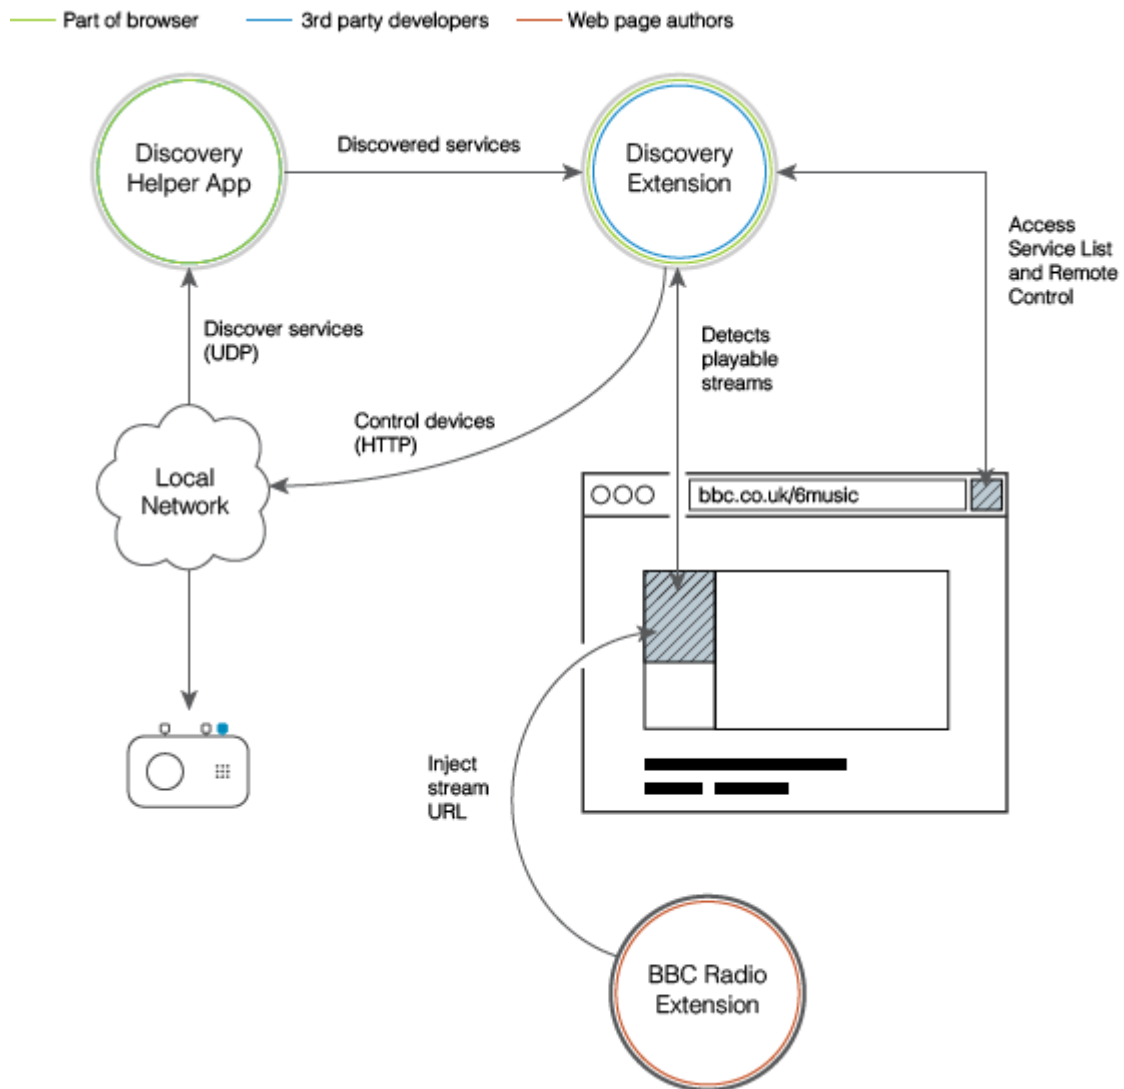 Part of browser
3rd party developers
Web page authors
Discovery
Helper App
Discovered services
Discovery
Extension
Access
Service List
and Remote
Control
Discover services
(UDP)
Detects
playable
streams
Control devices
(HTTP)
Local
Network
bbc.co.uk/6music
Inject
stream
URL
BBC Radio
Extension